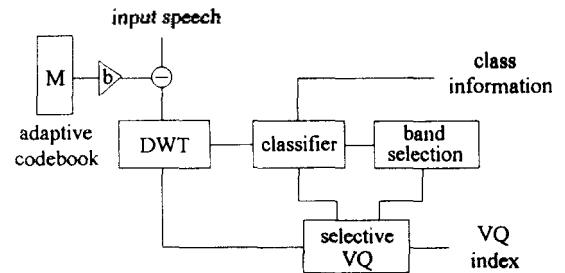 input speech
M
b
adaptive
codebook
DWT
classifier
band
selection
class
information
selective
VQ
VQ
index